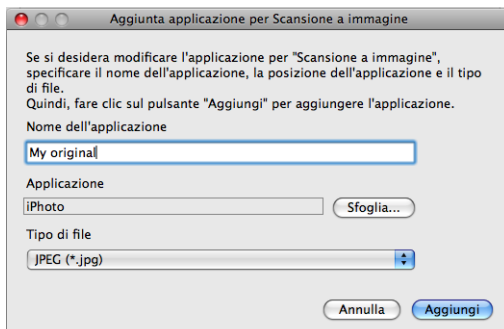 Aggiunta applicazione per Scansione a immagine
Se si desidera modificare l'applicazione per "Scansione a immagine",
specificare il nome dell'applicazione, la posizione dell'applicazione e il tipo
di file.
Quindi, fare clic sul pulsante "Aggiungi" per aggiungere l'applicazione.
Nome dell'applicazione
My original
Applicazione
iPhoto
Sfoglia...
Tipo di file
JPEG (*.jpg)
Annulla
Aggiungi